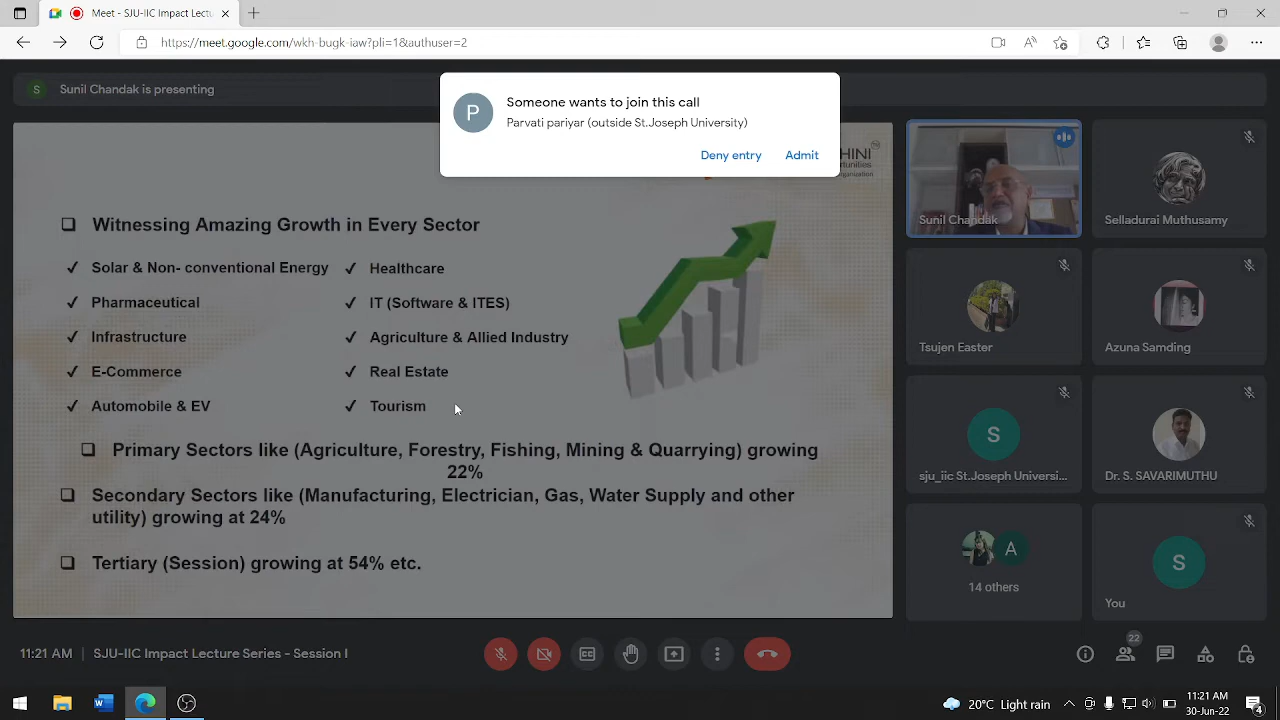 Meet - SJU-IIC Impact Lectu
https://meet.google.com/wkh-bugk-iaw?pli=1&authuser=2
S
Sunil Chandak is presenting
P
Someone wants to join this call
Parvati pariyar (outside St.Joseph University)
Deny entry
Admit
HINI
ortunities
organisation
Witnessing Amazing Growth in Every Sector
✓ Solar & Non- conventional Energy
✓ Healthcare
✓ Pharmaceutical
✓ IT (Software & ITES)
✓ Infrastructure
✓ Agriculture & Allied Industry
✓ E-Commerce
✓ Real Estate
✓ Automobile & EV
✓ Tourism
Primary Sectors like (Agriculture, Forestry, Fishing, Mining & Quarrying) growing
22%
Secondary Sectors like (Manufacturing, Electrician, Gas, Water Supply and other
utility) growing at 24%
Tertiary (Session) growing at 54% etc.
Sunil Chandak
Selladurai Muthusamy
Tsujen Easter
Azuna Samding
S
sju_iic St.Joseph Universi...
Dr. S. SAVARIMUTHU
A
14 others
S
You
11:21 AM | SJU-IIC Impact Lecture Series - Session I
22
20°C Light rain
11:21 AM
30-Jun-22